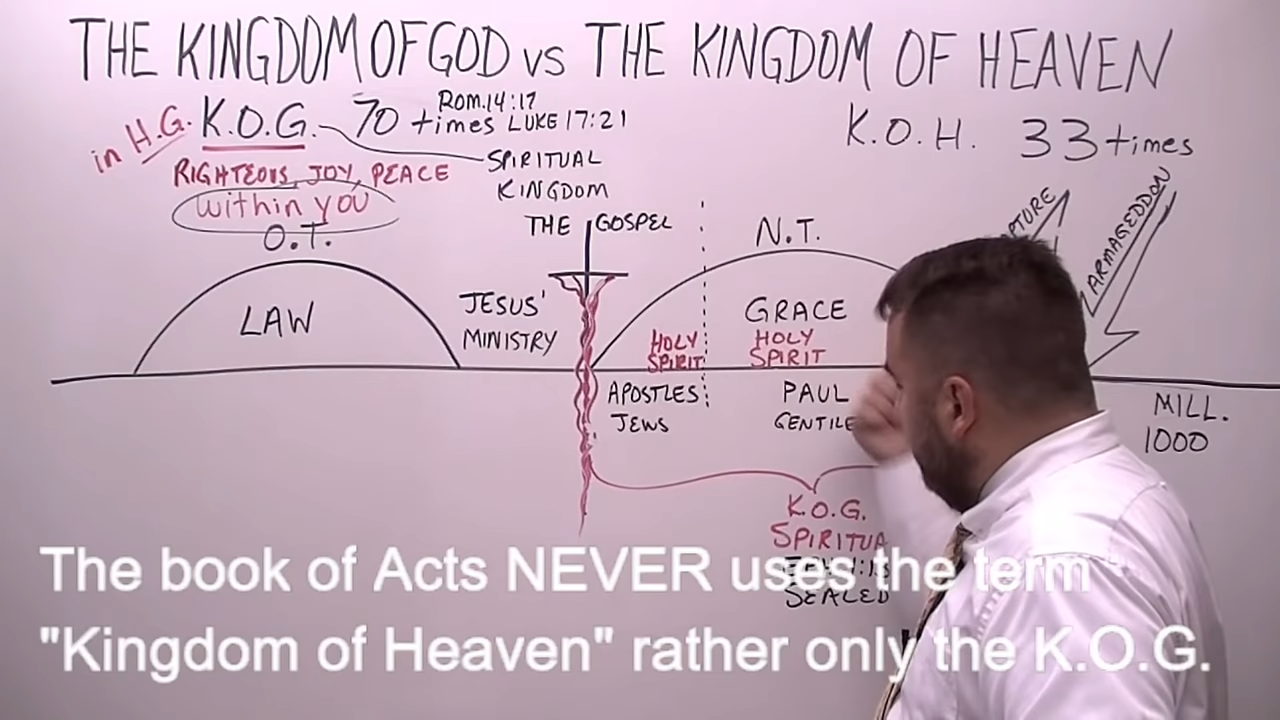 THE KINGDOM OF GOD VS THE KINGDOM OF HEAVEN
in H.G. K.O.G. 70 times
ROM.14:17
LUKE 17:21
K.O.H. 33 times
SPIRITUAL
KINGDOM
RIGHTEOUS, JOY, PEACE
within you
O.T.
LAW
JESUS'
MINISTRY
THE GOSPEL
N.T.
GRACE
HOLY
SPIRIT
HOLY
SPIRIT
APOSTLES
JEWS
PAUL
GENTILE
ARMAGEDDON
MILL.
1000
K.O.G.
SPIRITUA
SEALED
The book of Acts NEVER uses the term
"Kingdom of Heaven" rather only the K.O.G.